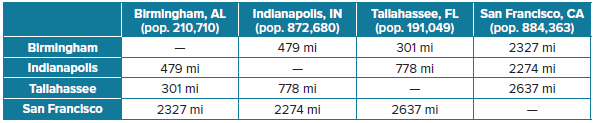 Birmingham, AL Indianapolis, IN Tallahassee, FL San Francisco, CA
(pop. 210,710) (pop. 872,680) (pop. 191,049) (pop. 884,363)
Birmingham — 479 mi 301 mi 2327 mi
Indianapolis 479 mi — 778 mi 2274 mi
Tallahassee 301 mi 778 mi — 2637 mi
San Francisco 2327 mi 2274 mi 2637 mi —